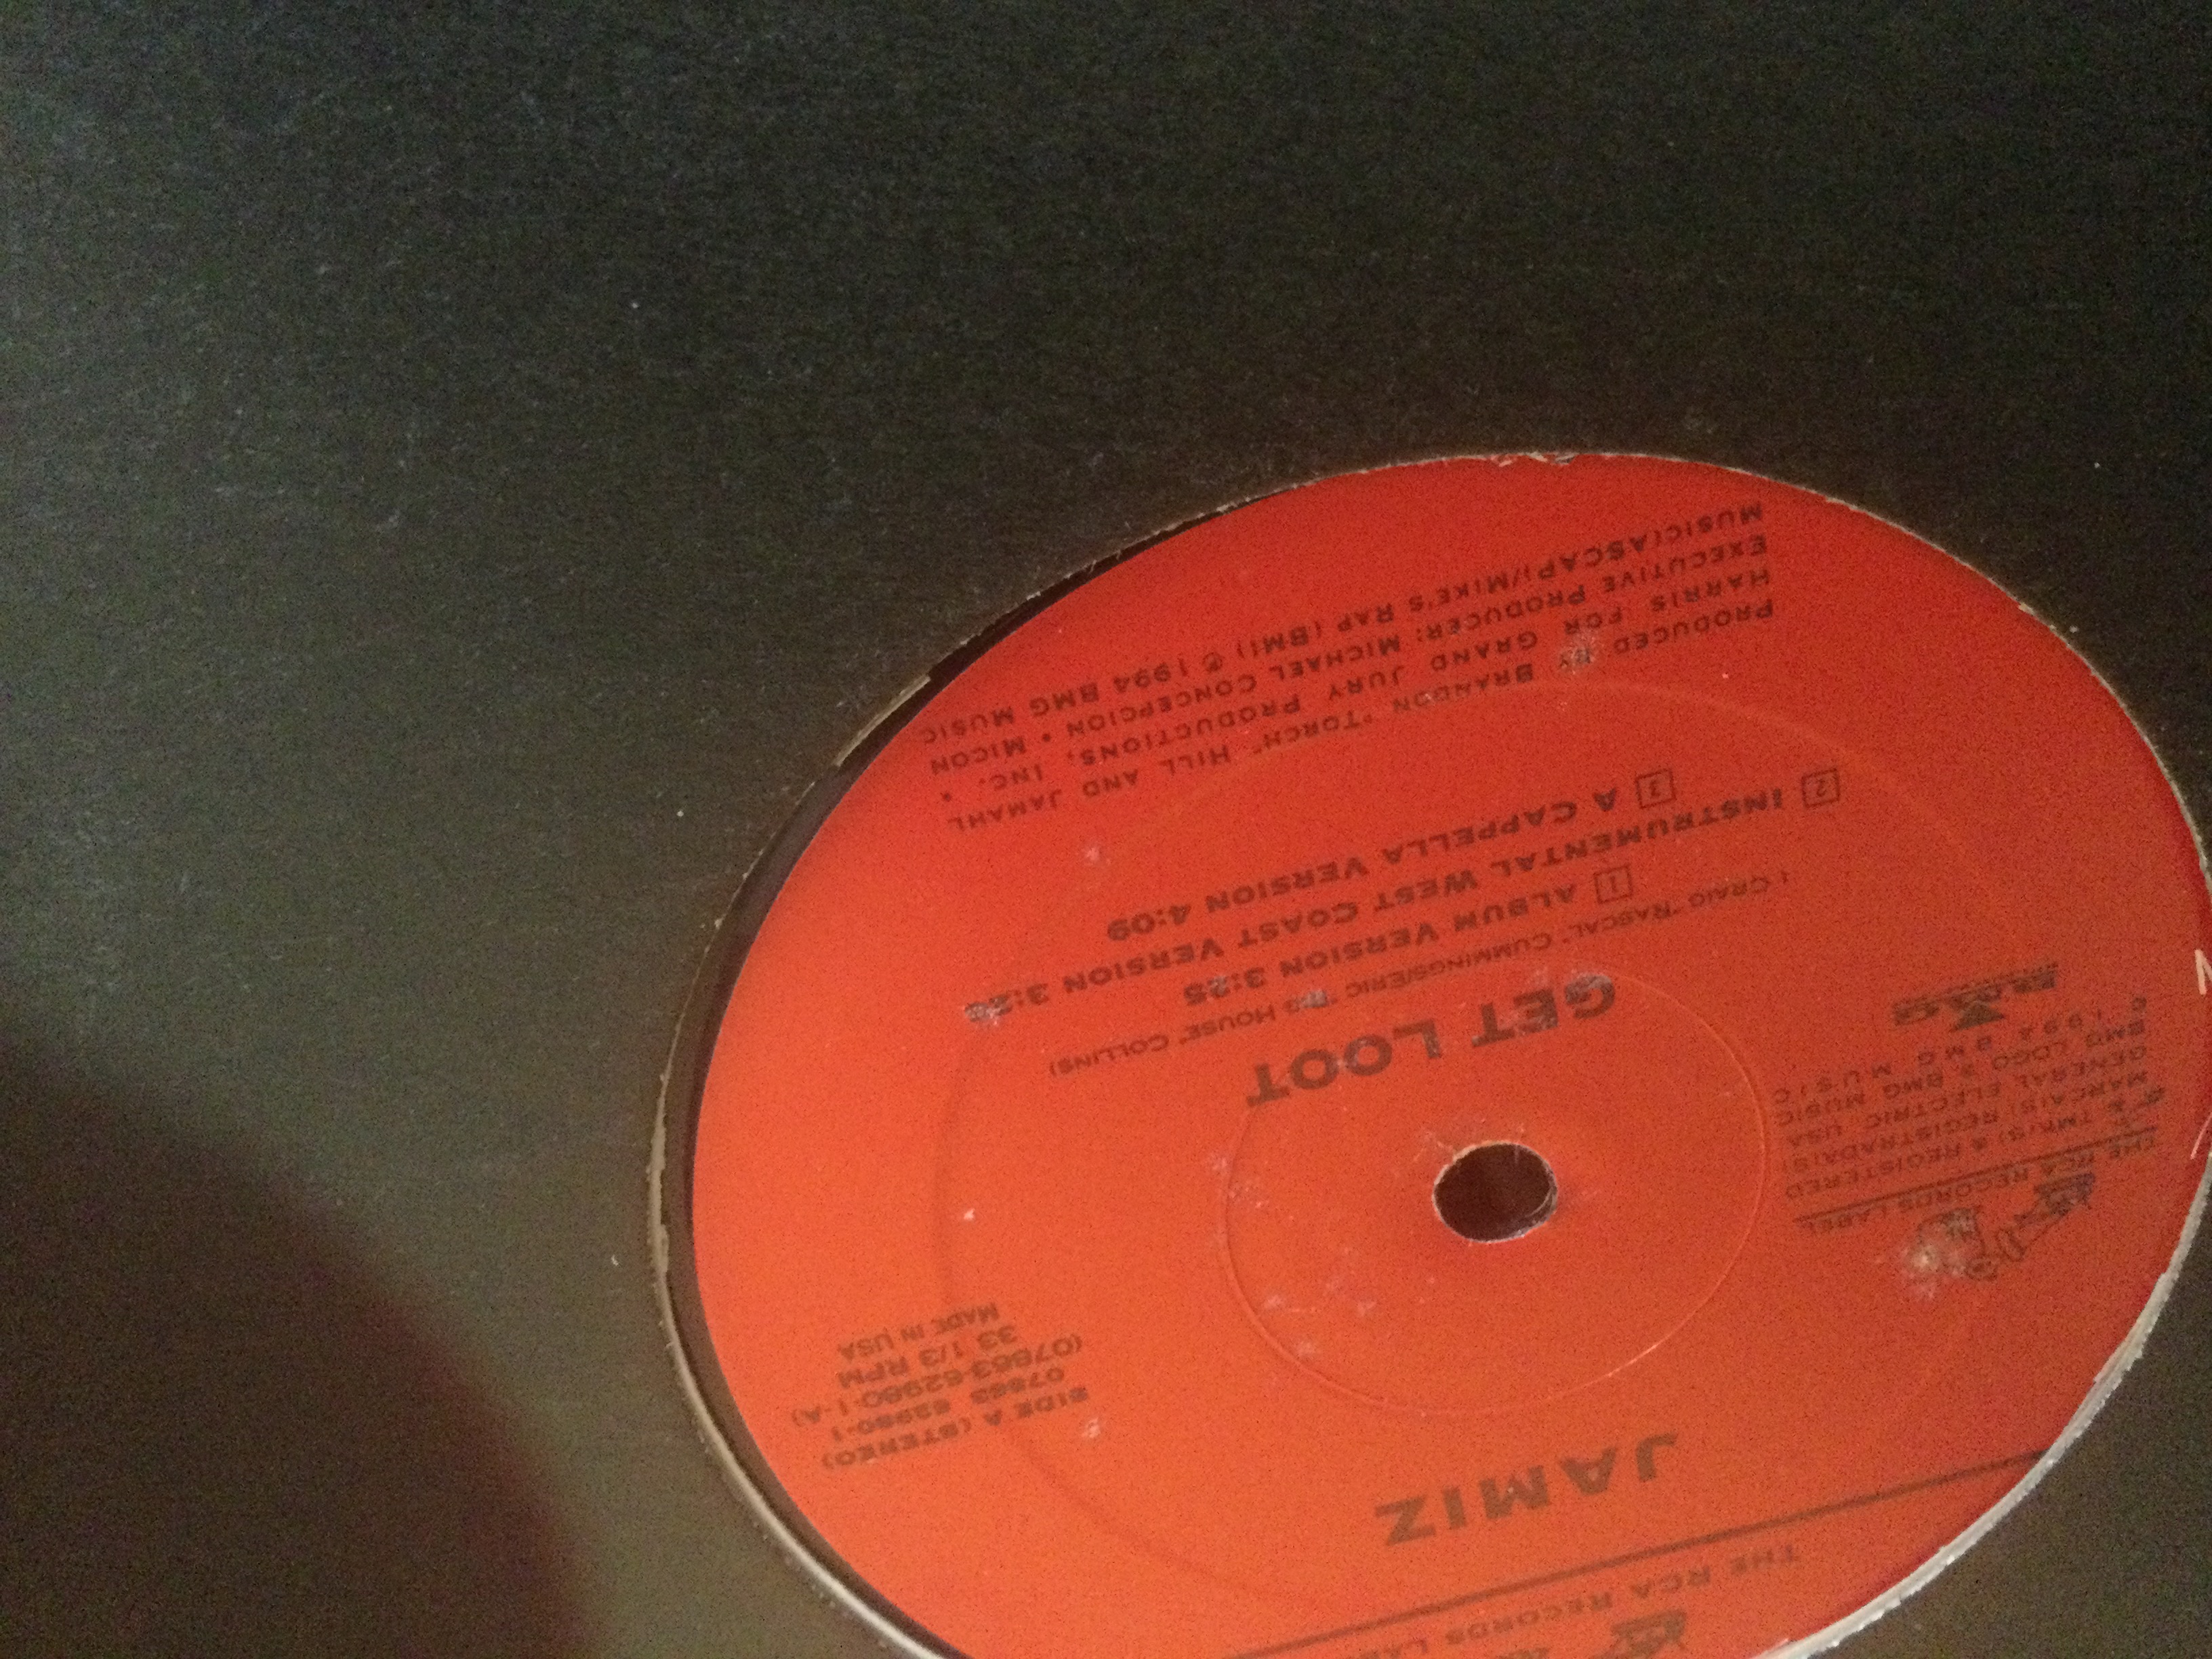 THE RCA RECORDS
JAMIZ
SIDE A (STEREO)
07863 62980-1
(07863-62980-1-A)
33 1/3 RPM
MADE IN USA
THE RCA RECORDS LABEL
TMK(S) ® REGISTERED
MARCA(S) REGISTRADA(S)
GENERAL ELECTRIC USA
BMG LOGO ® BMG MUSIC
© 1994 BMG MUSIC
BMG
GET LOOT
(CRAIG "RASCAL" CUMMINGS/ERIC HOUSE" COLLINS)
1 ALBUM VERSION 3:25
2 INSTRUMENTAL WEST COAST VERSION
3 A CAPPELLA VERSION 4:09
PRODUCED BY BRANDON "TORCH" HILL AND JAMAHL
HARRIS FOR GRAND JURY PRODUCTIONS, INC. •
EXECUTIVE PRODUCER: MICHAEL CONCEPCION • MICON
MUSIC(ASCAP)/MIKE'S RAP (BMI) ℗ 1994 BMG MUSIC